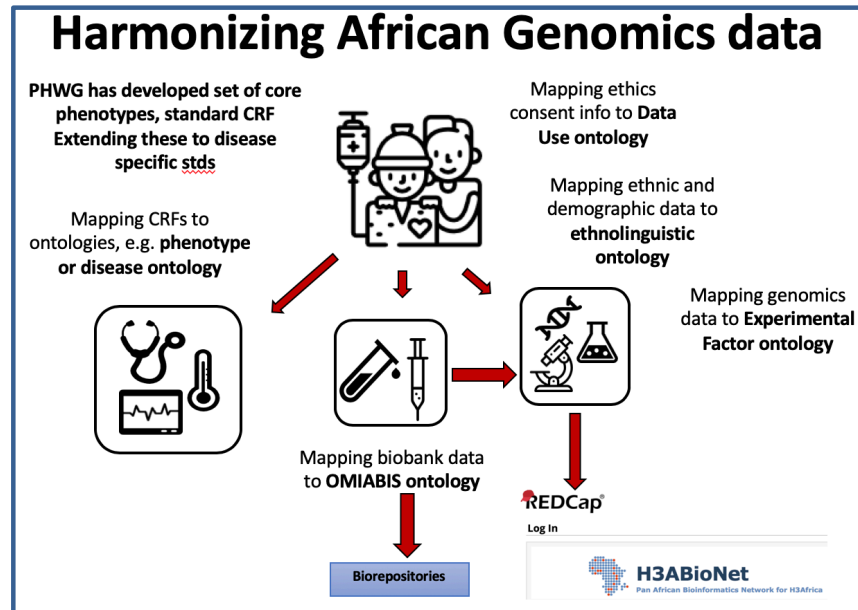 Harmonizing African Genomics data
PHWG has developed set of core
phenotypes, standard CRF
Extending these to disease
specific stds
Mapping ethics
consent info to Data
Use ontology
Mapping ethnic and
demographic data to
ethnolinguistic
ontology
Mapping CRFs to
ontologies, e.g. phenotype
or disease ontology
Mapping genomics
data to Experimental
Factor ontology
Mapping biobank data
to OMIABIS ontology
REDCap®
Log In
Biorepositories
H3ABioNet
Pan African Bioinformatics Network for H3Africa